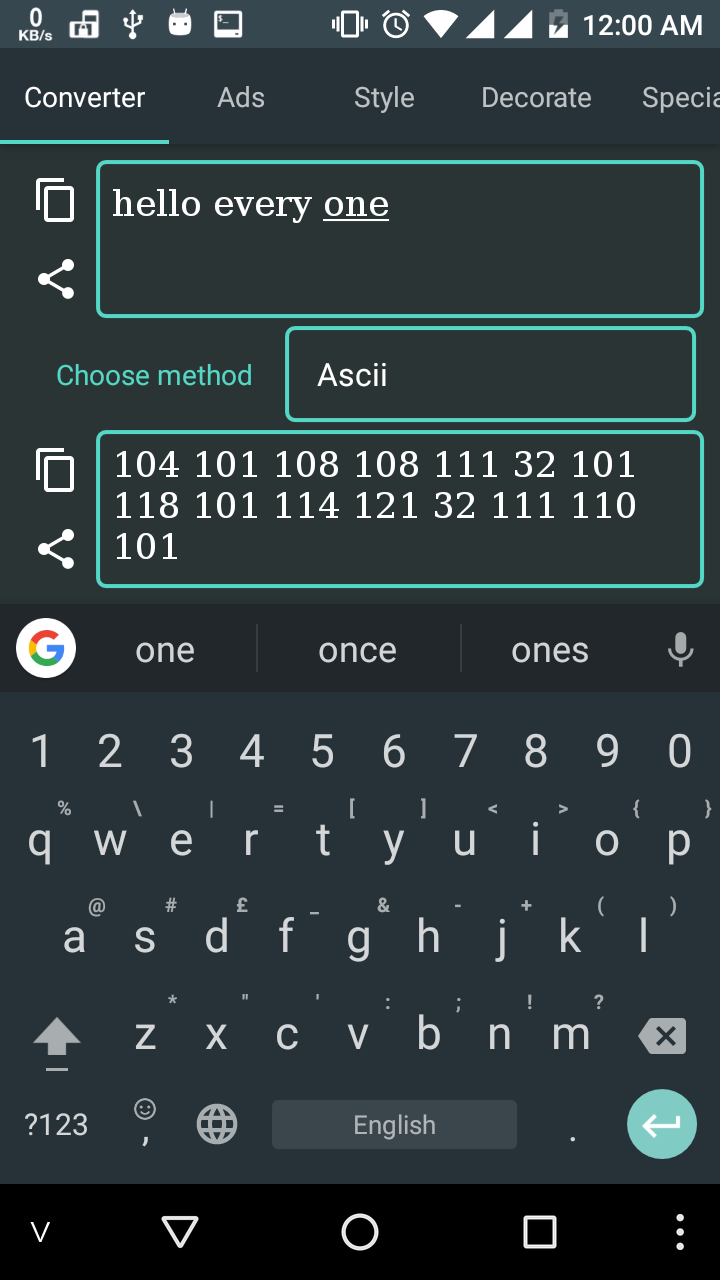 0
KB/s
12:00 AM
Converter Ads Style Decorate Specia
hello every one
Choose method Ascii
104 101 108 108 111 32 101
118 101 114 121 32 111 110
101
one once ones
1 2 3 4 5 6 7 8 9 0
% \ | = [ ] < > { }
q w e r t y u i o p
@ # £ _ & - + ( )
a s d f g h j k l
* " ' : ; ! ?
z x c v b n m
?123 , English .